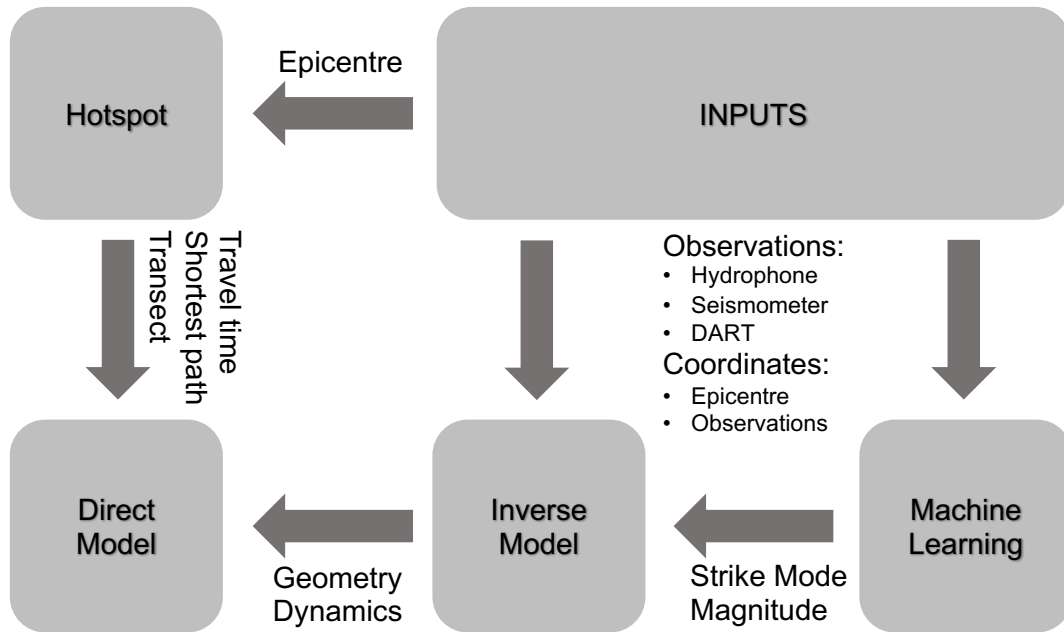 Epicentre
Hotspot
INPUTS
Travel time
Shortest path
Transect
Observations:
• Hydrophone
• Seismometer
• DART
Coordinates:
• Epicentre
• Observations
Direct
Model
Inverse
Model
Machine
Learning
Geometry
Dynamics
Strike Mode
Magnitude